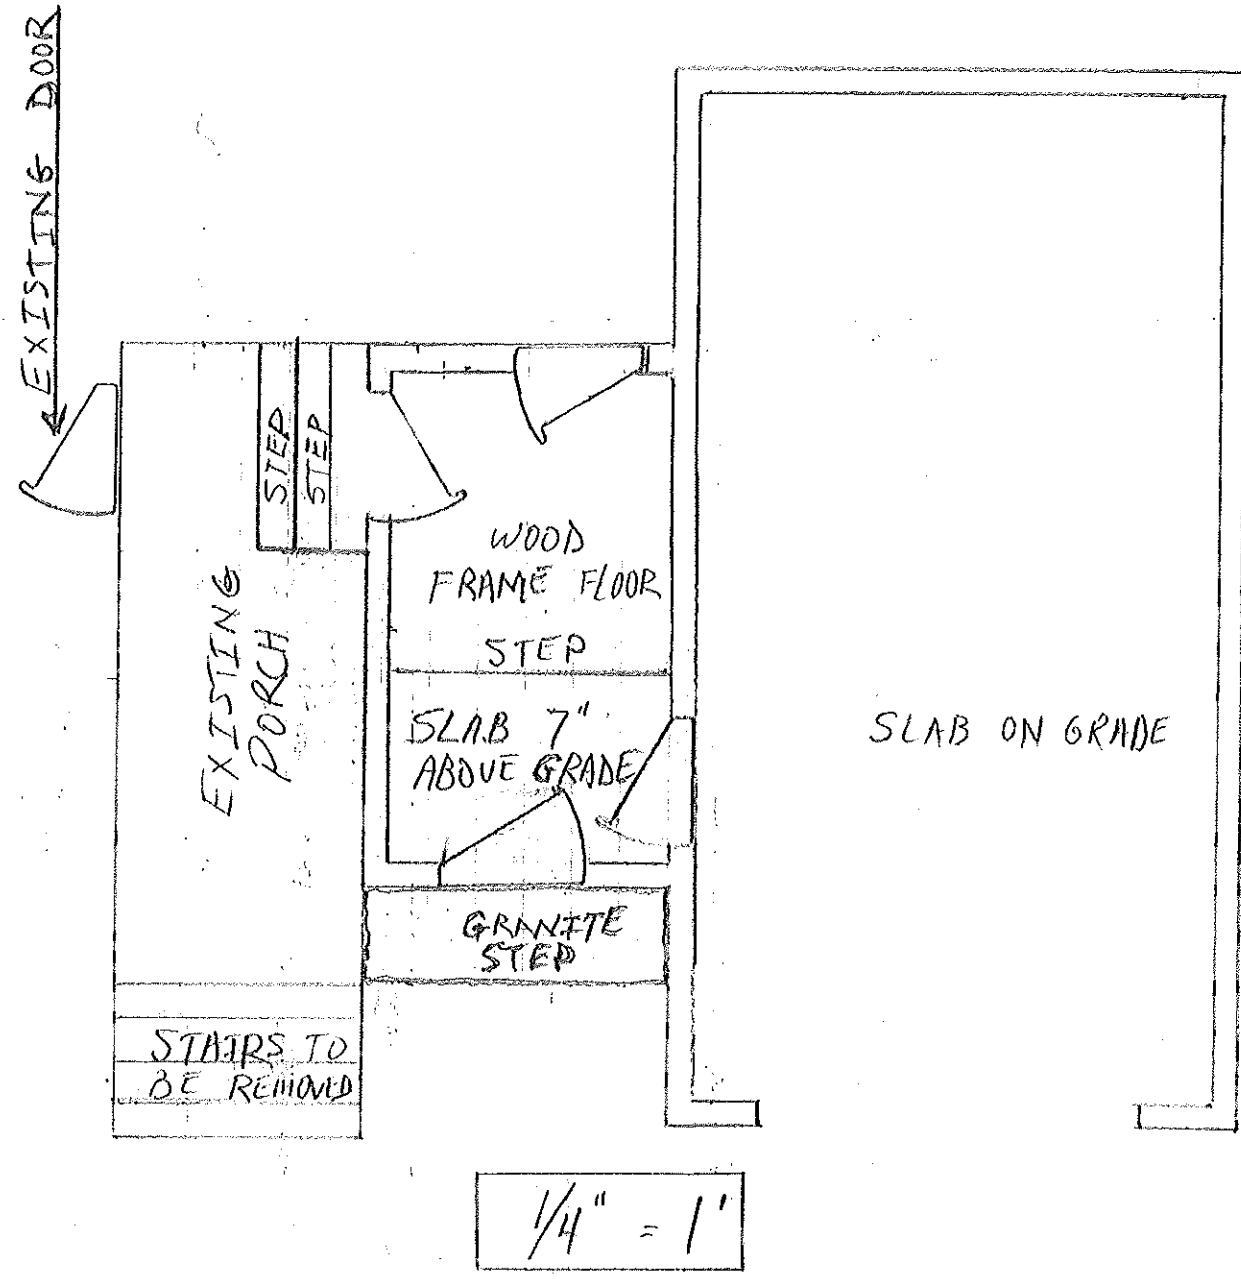 EXISTING DOOR
STEP
STEP
WOOD
FRAME FLOOR
STEP
EXISTING
PORCH
SLAB 7"
ABOVE GRADE
SLAB ON GRADE
GRANITE
STEP
STAIRS TO
BE REMOVED
1/4" = 1'